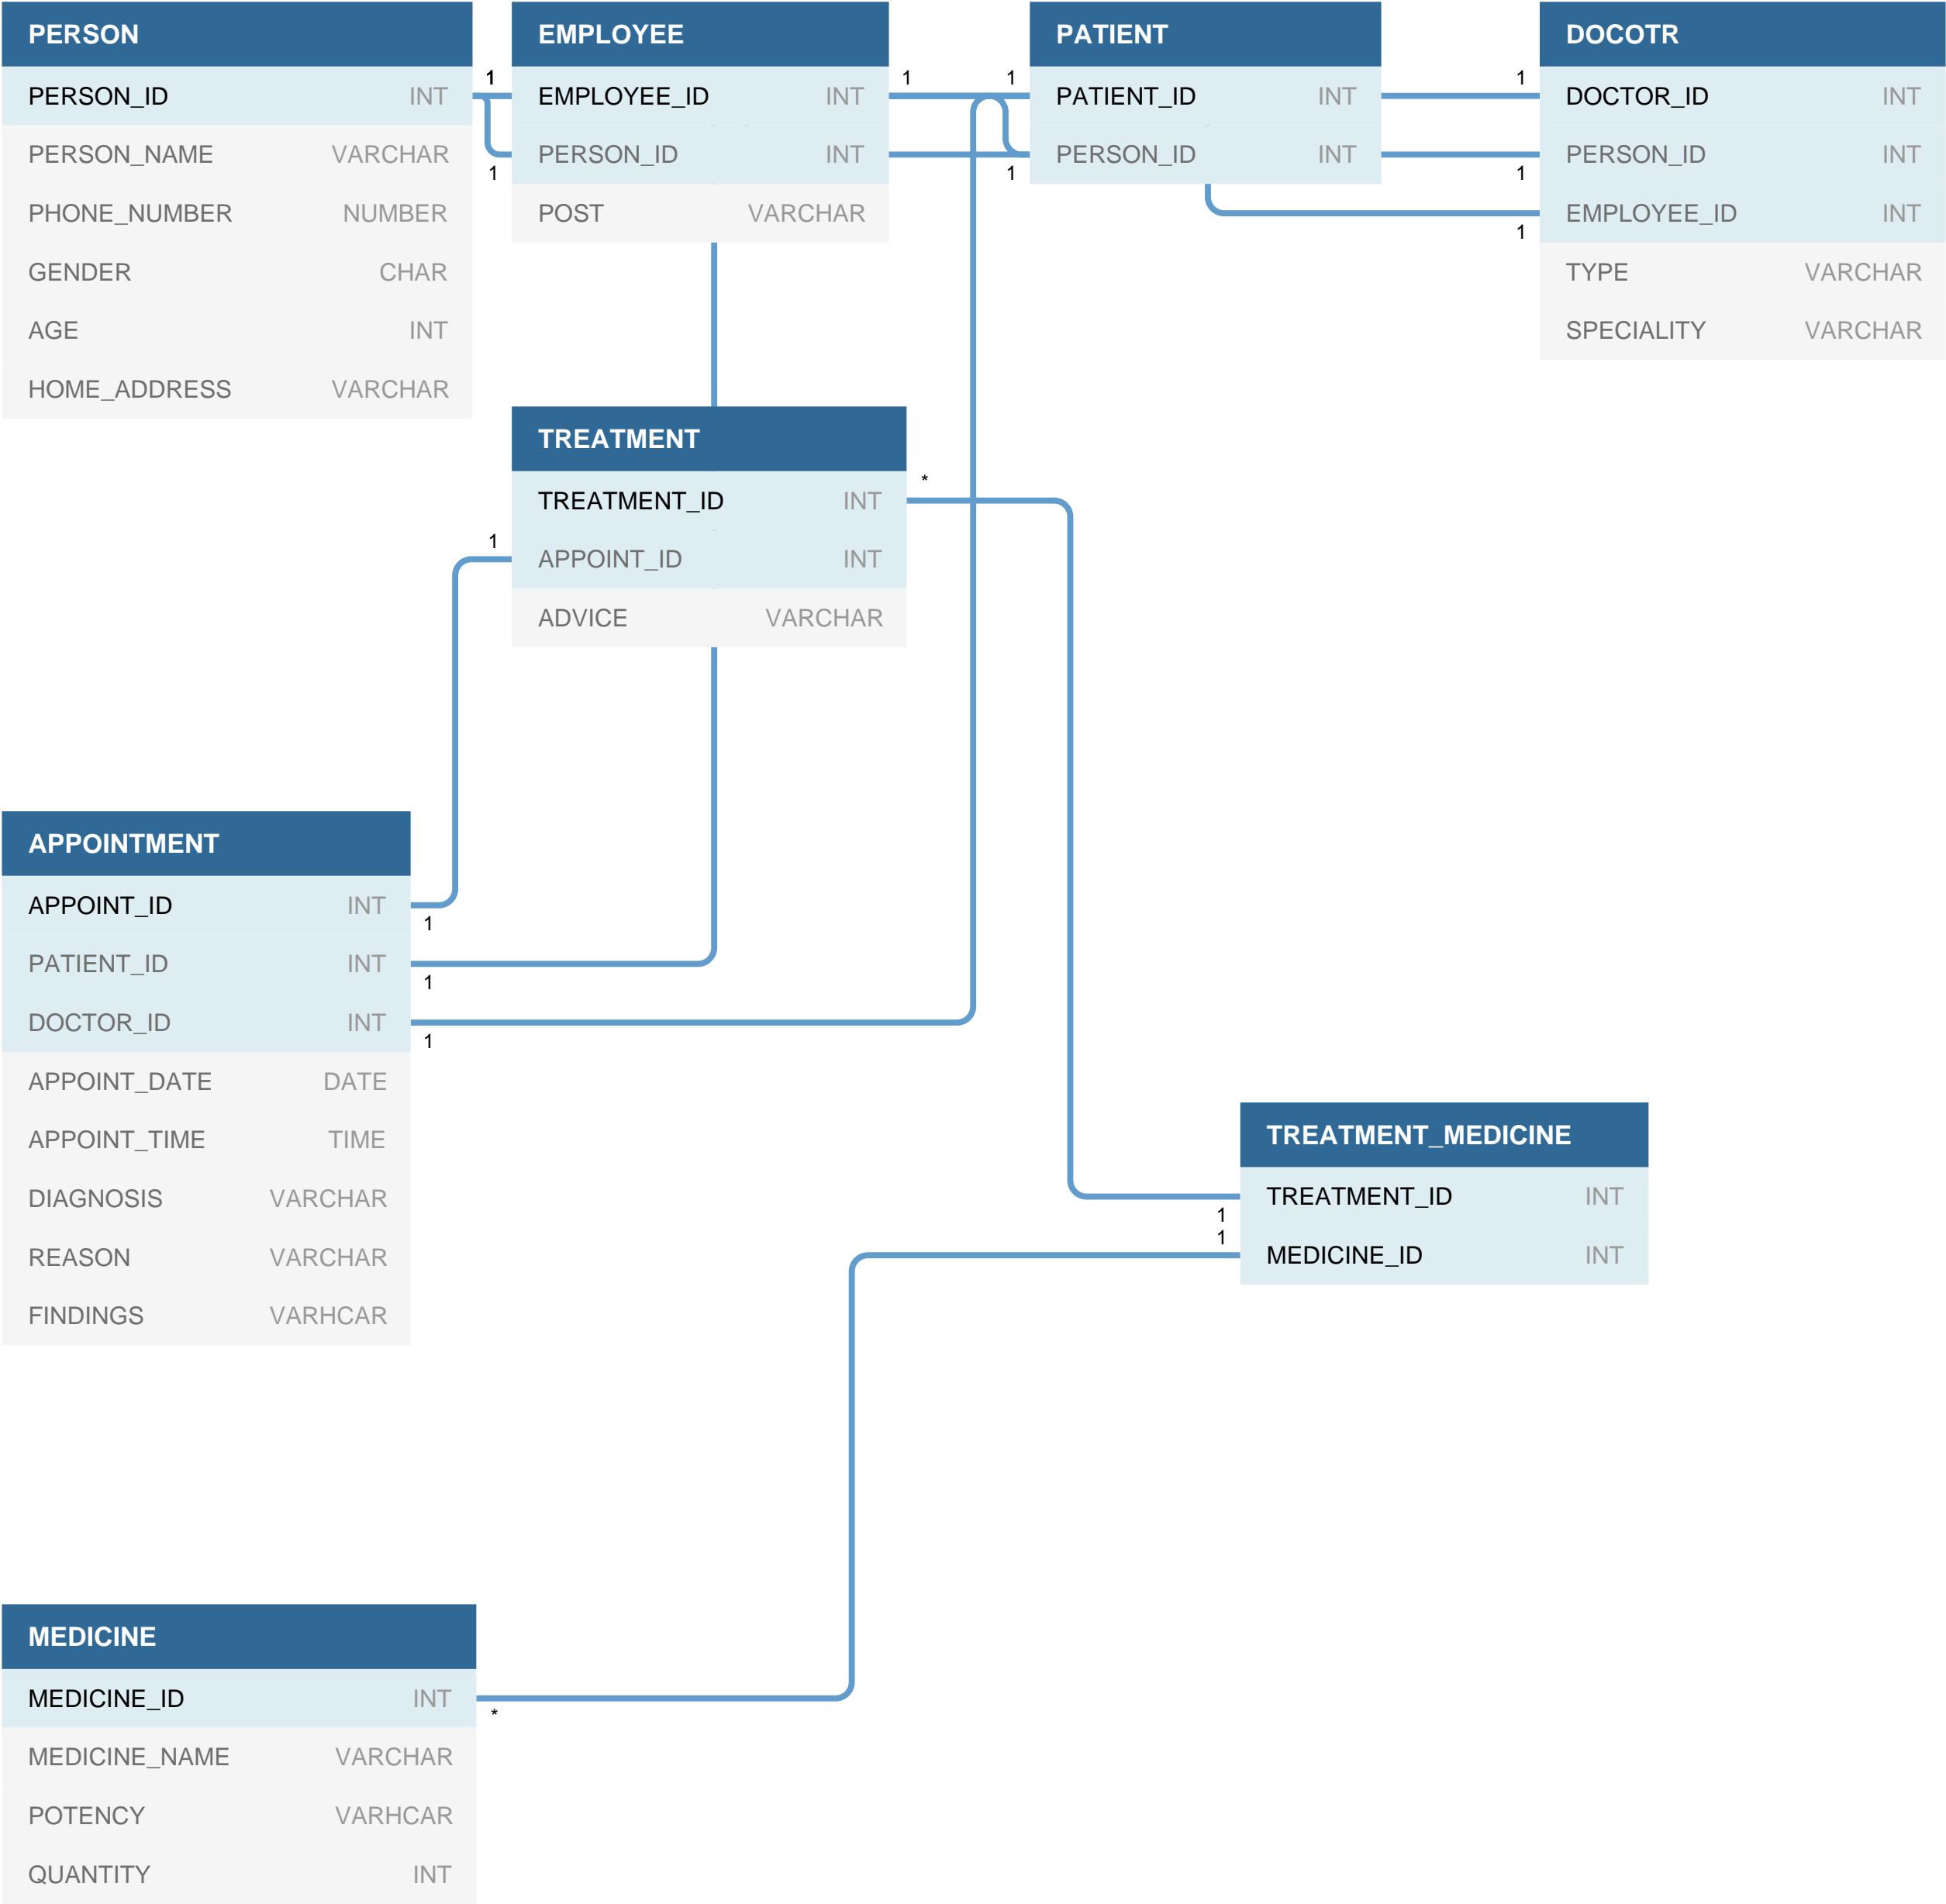 PERSON
PERSON_ID INT
PERSON_NAME VARCHAR
PHONE_NUMBER NUMBER
GENDER CHAR
AGE INT
HOME_ADDRESS VARCHAR
1
1
EMPLOYEE
EMPLOYEE_ID INT
PERSON_ID INT
POST VARCHAR
1
1
1
PATIENT
PATIENT_ID INT
PERSON_ID INT
1
1
1
DOCOTR
DOCTOR_ID INT
PERSON_ID INT
EMPLOYEE_ID INT
TYPE VARCHAR
SPECIALITY VARCHAR
TREATMENT
TREATMENT_ID INT
APPOINT_ID INT
ADVICE VARCHAR
*
1
APPOINTMENT
APPOINT_ID INT
PATIENT_ID INT
DOCTOR_ID INT
APPOINT_DATE DATE
APPOINT_TIME TIME
DIAGNOSIS VARCHAR
REASON VARCHAR
FINDINGS VARHCAR
1
1
1
TREATMENT_MEDICINE
TREATMENT_ID INT
MEDICINE_ID INT
1
1
MEDICINE
MEDICINE_ID INT
MEDICINE_NAME VARCHAR
POTENCY VARHCAR
QUANTITY INT
*